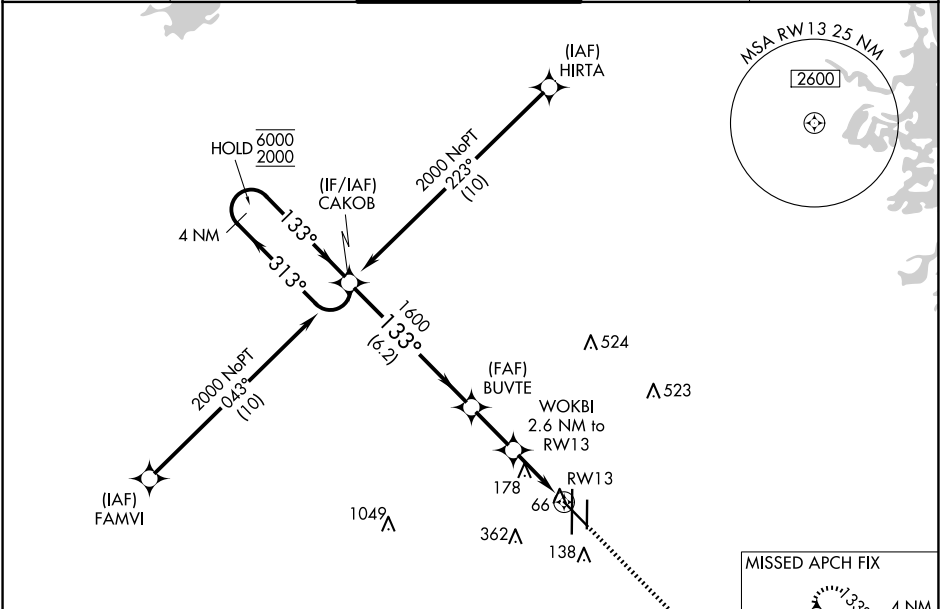 (IAF)
HIRTA
MSA RW13 25 NM
2600
HOLD 6000
2000
2000 NoPT
223°
(10)
(IF/IAF)
CAKOB
4 NM
133°
313°
1600
133°
(6.2)
524
523
(FAF)
BUVTE
2000 NoPT
043°
(10)
WOKBI
2.6 NM to
RW13
(IAF)
FAMVI
178
RW13
66
1049
362
138
MISSED APCH FIX
133°
4 NM